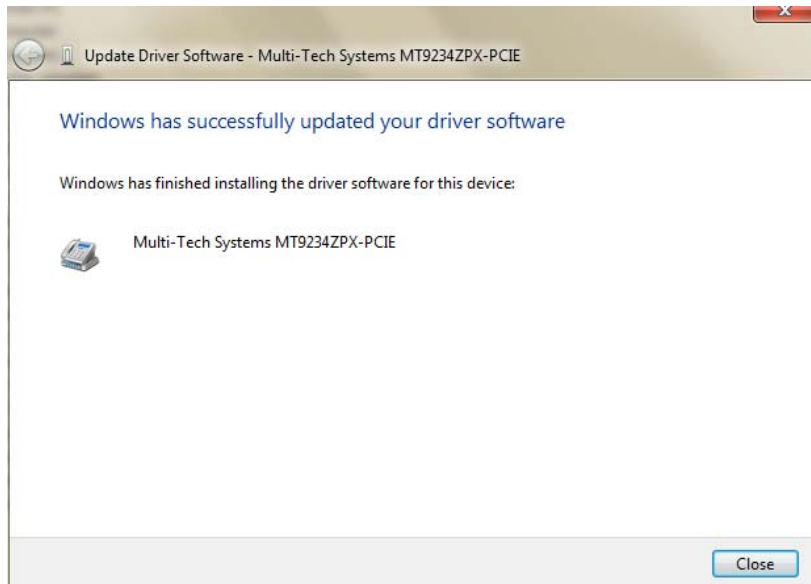 Update Driver Software - Multi-Tech Systems MT9234ZPX-PCIE
Windows has successfully updated your driver software
Windows has finished installing the driver software for this device:
Multi-Tech Systems MT9234ZPX-PCIE
Close